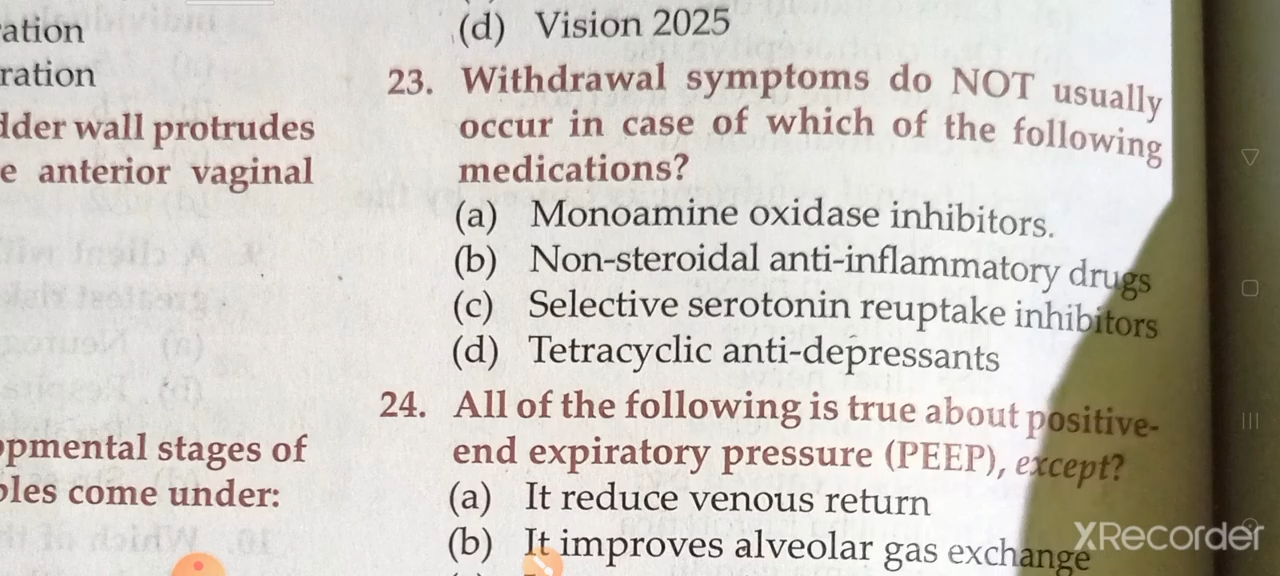 ation
ration
dder wall protrudes
e anterior vaginal
opmental stages of
oles come under:
(d) Vision 2025
23. Withdrawal symptoms do NOT usually
occur in case of which of the following
medications?
(a) Monoamine oxidase inhibitors.
(b) Non-steroidal anti-inflammatory drugs
(c) Selective serotonin reuptake inhibitors
(d) Tetracyclic anti-depressants
24. All of the following is true about positive-
end expiratory pressure (PEEP), except?
(a) It reduce venous return
(b) It improves alveolar gas exchange
XRecorder